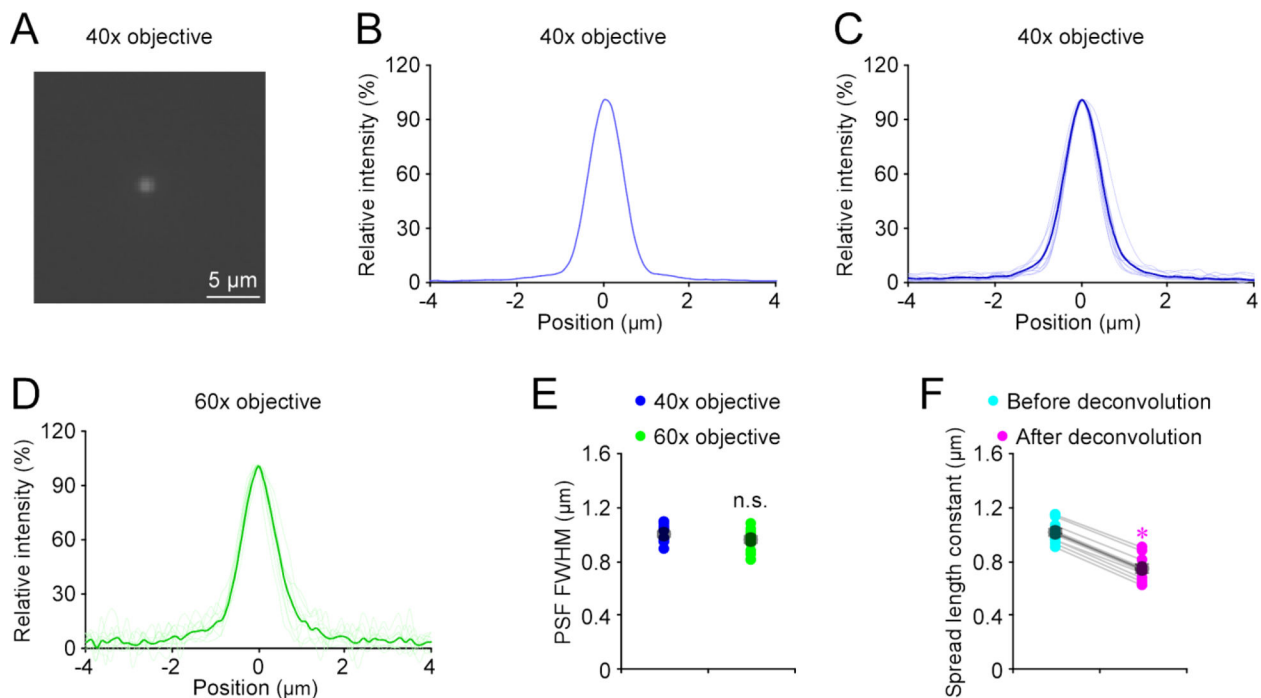 A
40x objective
5 µm
B
40x objective
Relative intensity (%)
120
90
60
30
0
-4
-2
0
2
4
Position (µm)
C
40x objective
Relative intensity (%)
120
90
60
30
0
-4
-2
0
2
4
Position (µm)
D
60x objective
Relative intensity (%)
120
90
60
30
0
-4
-2
0
2
4
Position (µm)
E
40x objective
60x objective
PSF FWHM (µm)
1.6
1.2
0.8
0.4
0
n.s.
F
Before deconvolution
After deconvolution
Spread length constant (µm)
1.6
1.2
0.8
0.4
0
*